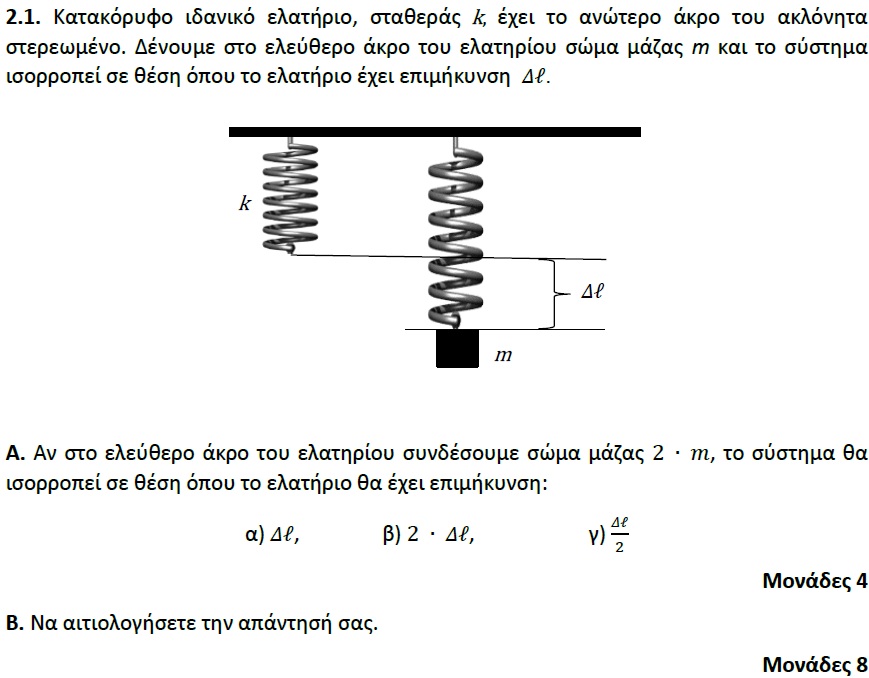 2.1. Κατακόρυφο ιδανικό ελατήριο, σταθεράς k, έχει το ανώτερο άκρο του ακλόνητα
στερεωμένο. Δένουμε στο ελεύθερο άκρο του ελατηρίου σώμα μάζας m και το σύστημα
ισορροπεί σε θέση όπου το ελατήριο έχει επιμήκυνση Δℓ.
k
Δℓ
m
A. Αν στο ελεύθερο άκρο του ελατηρίου συνδέσουμε σώμα μάζας 2 · m, το σύστημα θα
ισορροπεί σε θέση όπου το ελατήριο θα έχει επιμήκυνση:
α) Δℓ, β) 2 · Δℓ, γ) Δℓ/2
Μονάδες 4
B. Να αιτιολογήσετε την απάντησή σας.
Μονάδες 8